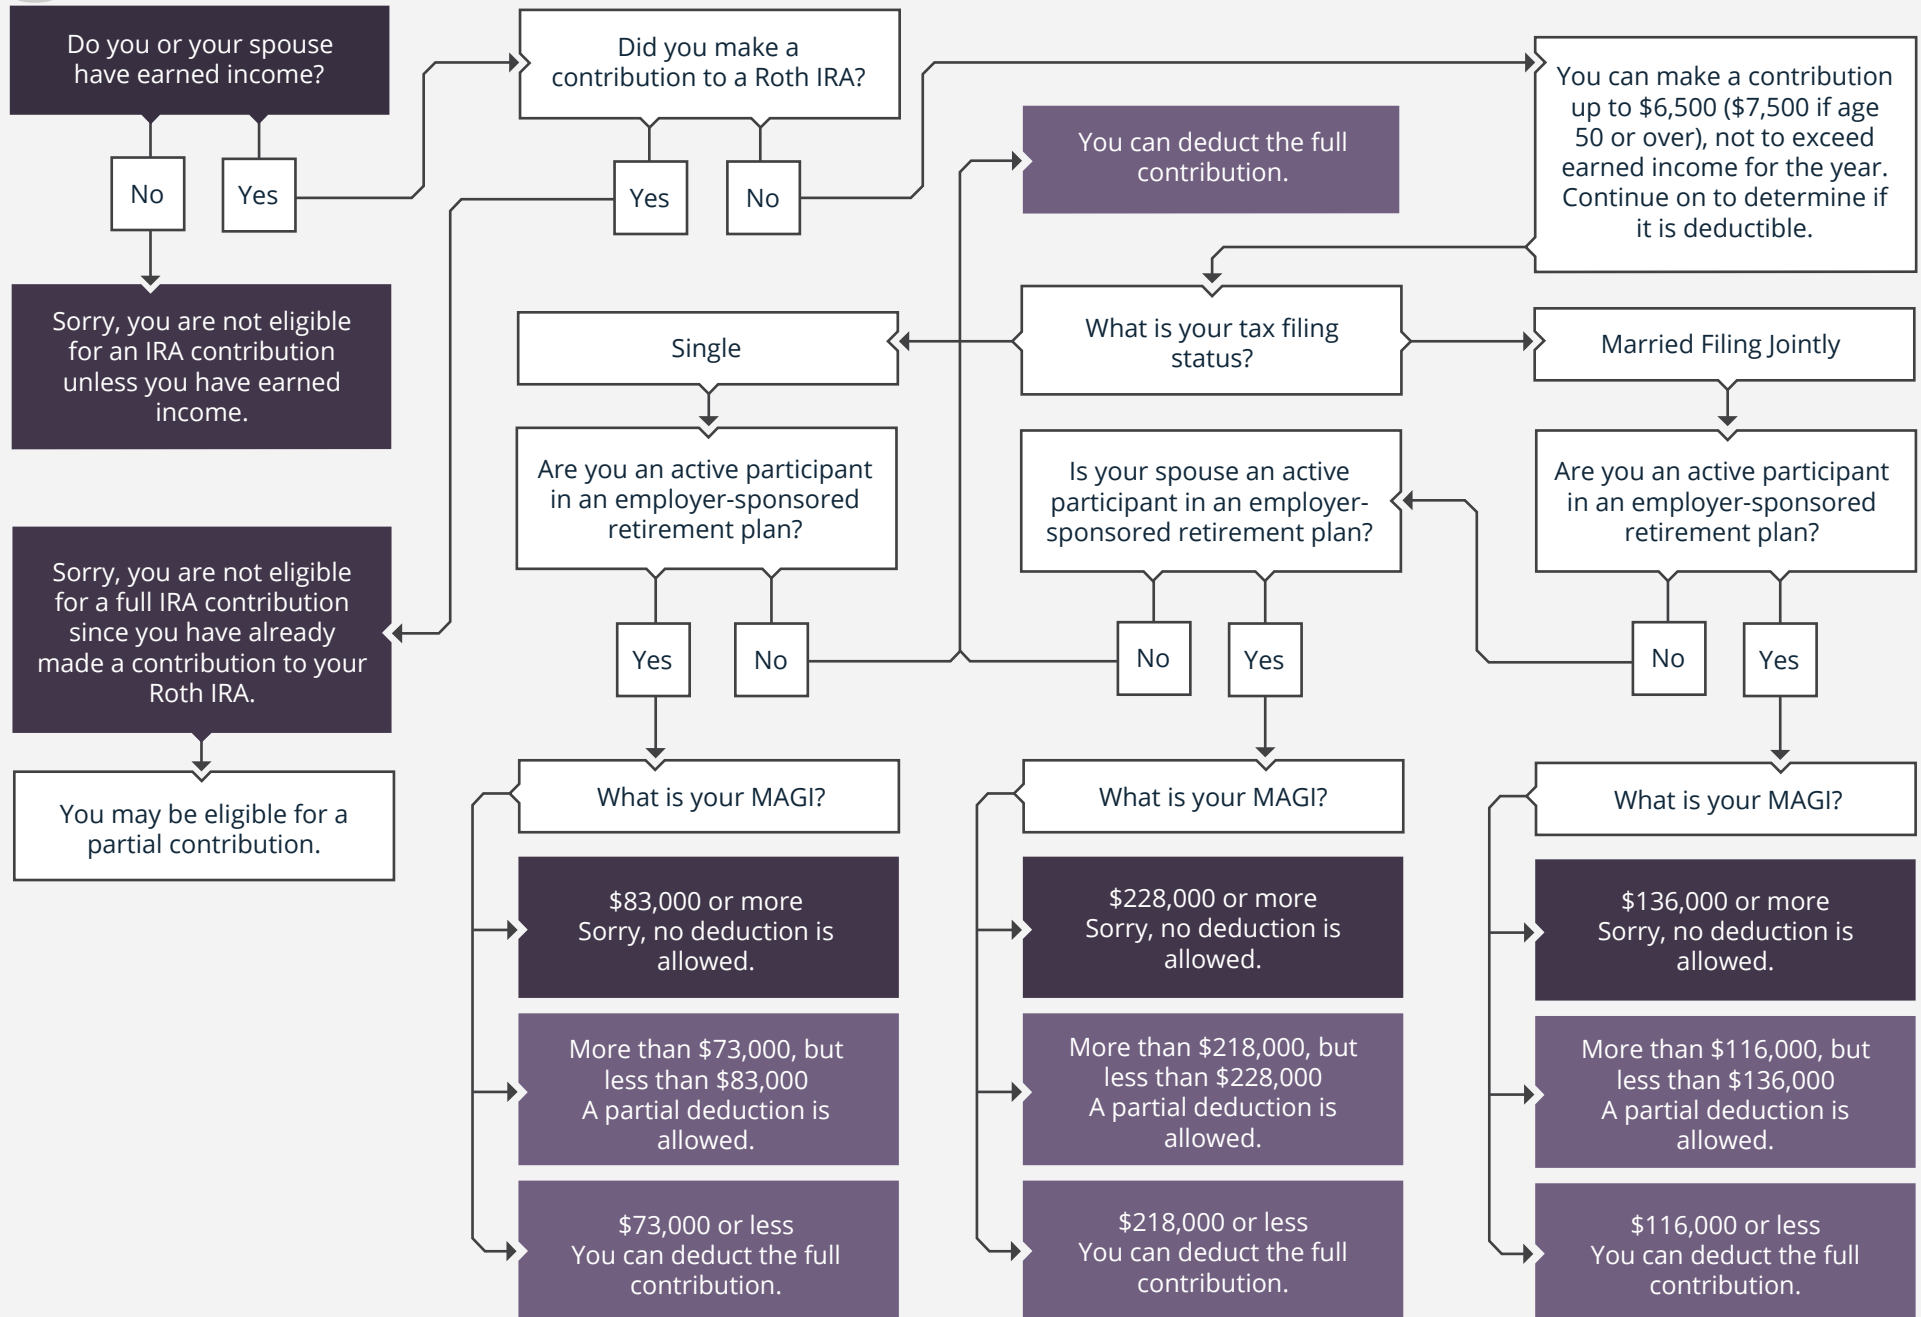 Do you or your spouse
have earned income?
No
Yes
Sorry, you are not eligible
for an IRA contribution
unless you have earned
income.
Did you make a
contribution to a Roth IRA?
Yes
No
Sorry, you are not eligible
for a full IRA contribution
since you have already
made a contribution to your
Roth IRA.
You may be eligible for a
partial contribution.
You can make a contribution
up to $6,500 ($7,500 if age
50 or over), not to exceed
earned income for the year.
Continue on to determine if
it is deductible.
You can deduct the full
contribution.
What is your tax filing
status?
Single
Married Filing Jointly
Are you an active participant
in an employer-sponsored
retirement plan?
Yes
No
Is your spouse an active
participant in an employer-
sponsored retirement plan?
No
Yes
Are you an active participant
in an employer-sponsored
retirement plan?
No
Yes
What is your MAGI?
$83,000 or more
Sorry, no deduction is
allowed.
More than $73,000, but
less than $83,000
A partial deduction is
allowed.
$73,000 or less
You can deduct the full
contribution.
What is your MAGI?
$228,000 or more
Sorry, no deduction is
allowed.
More than $218,000, but
less than $228,000
A partial deduction is
allowed.
$218,000 or less
You can deduct the full
contribution.
What is your MAGI?
$136,000 or more
Sorry, no deduction is
allowed.
More than $116,000, but
less than $136,000
A partial deduction is
allowed.
$116,000 or less
You can deduct the full
contribution.